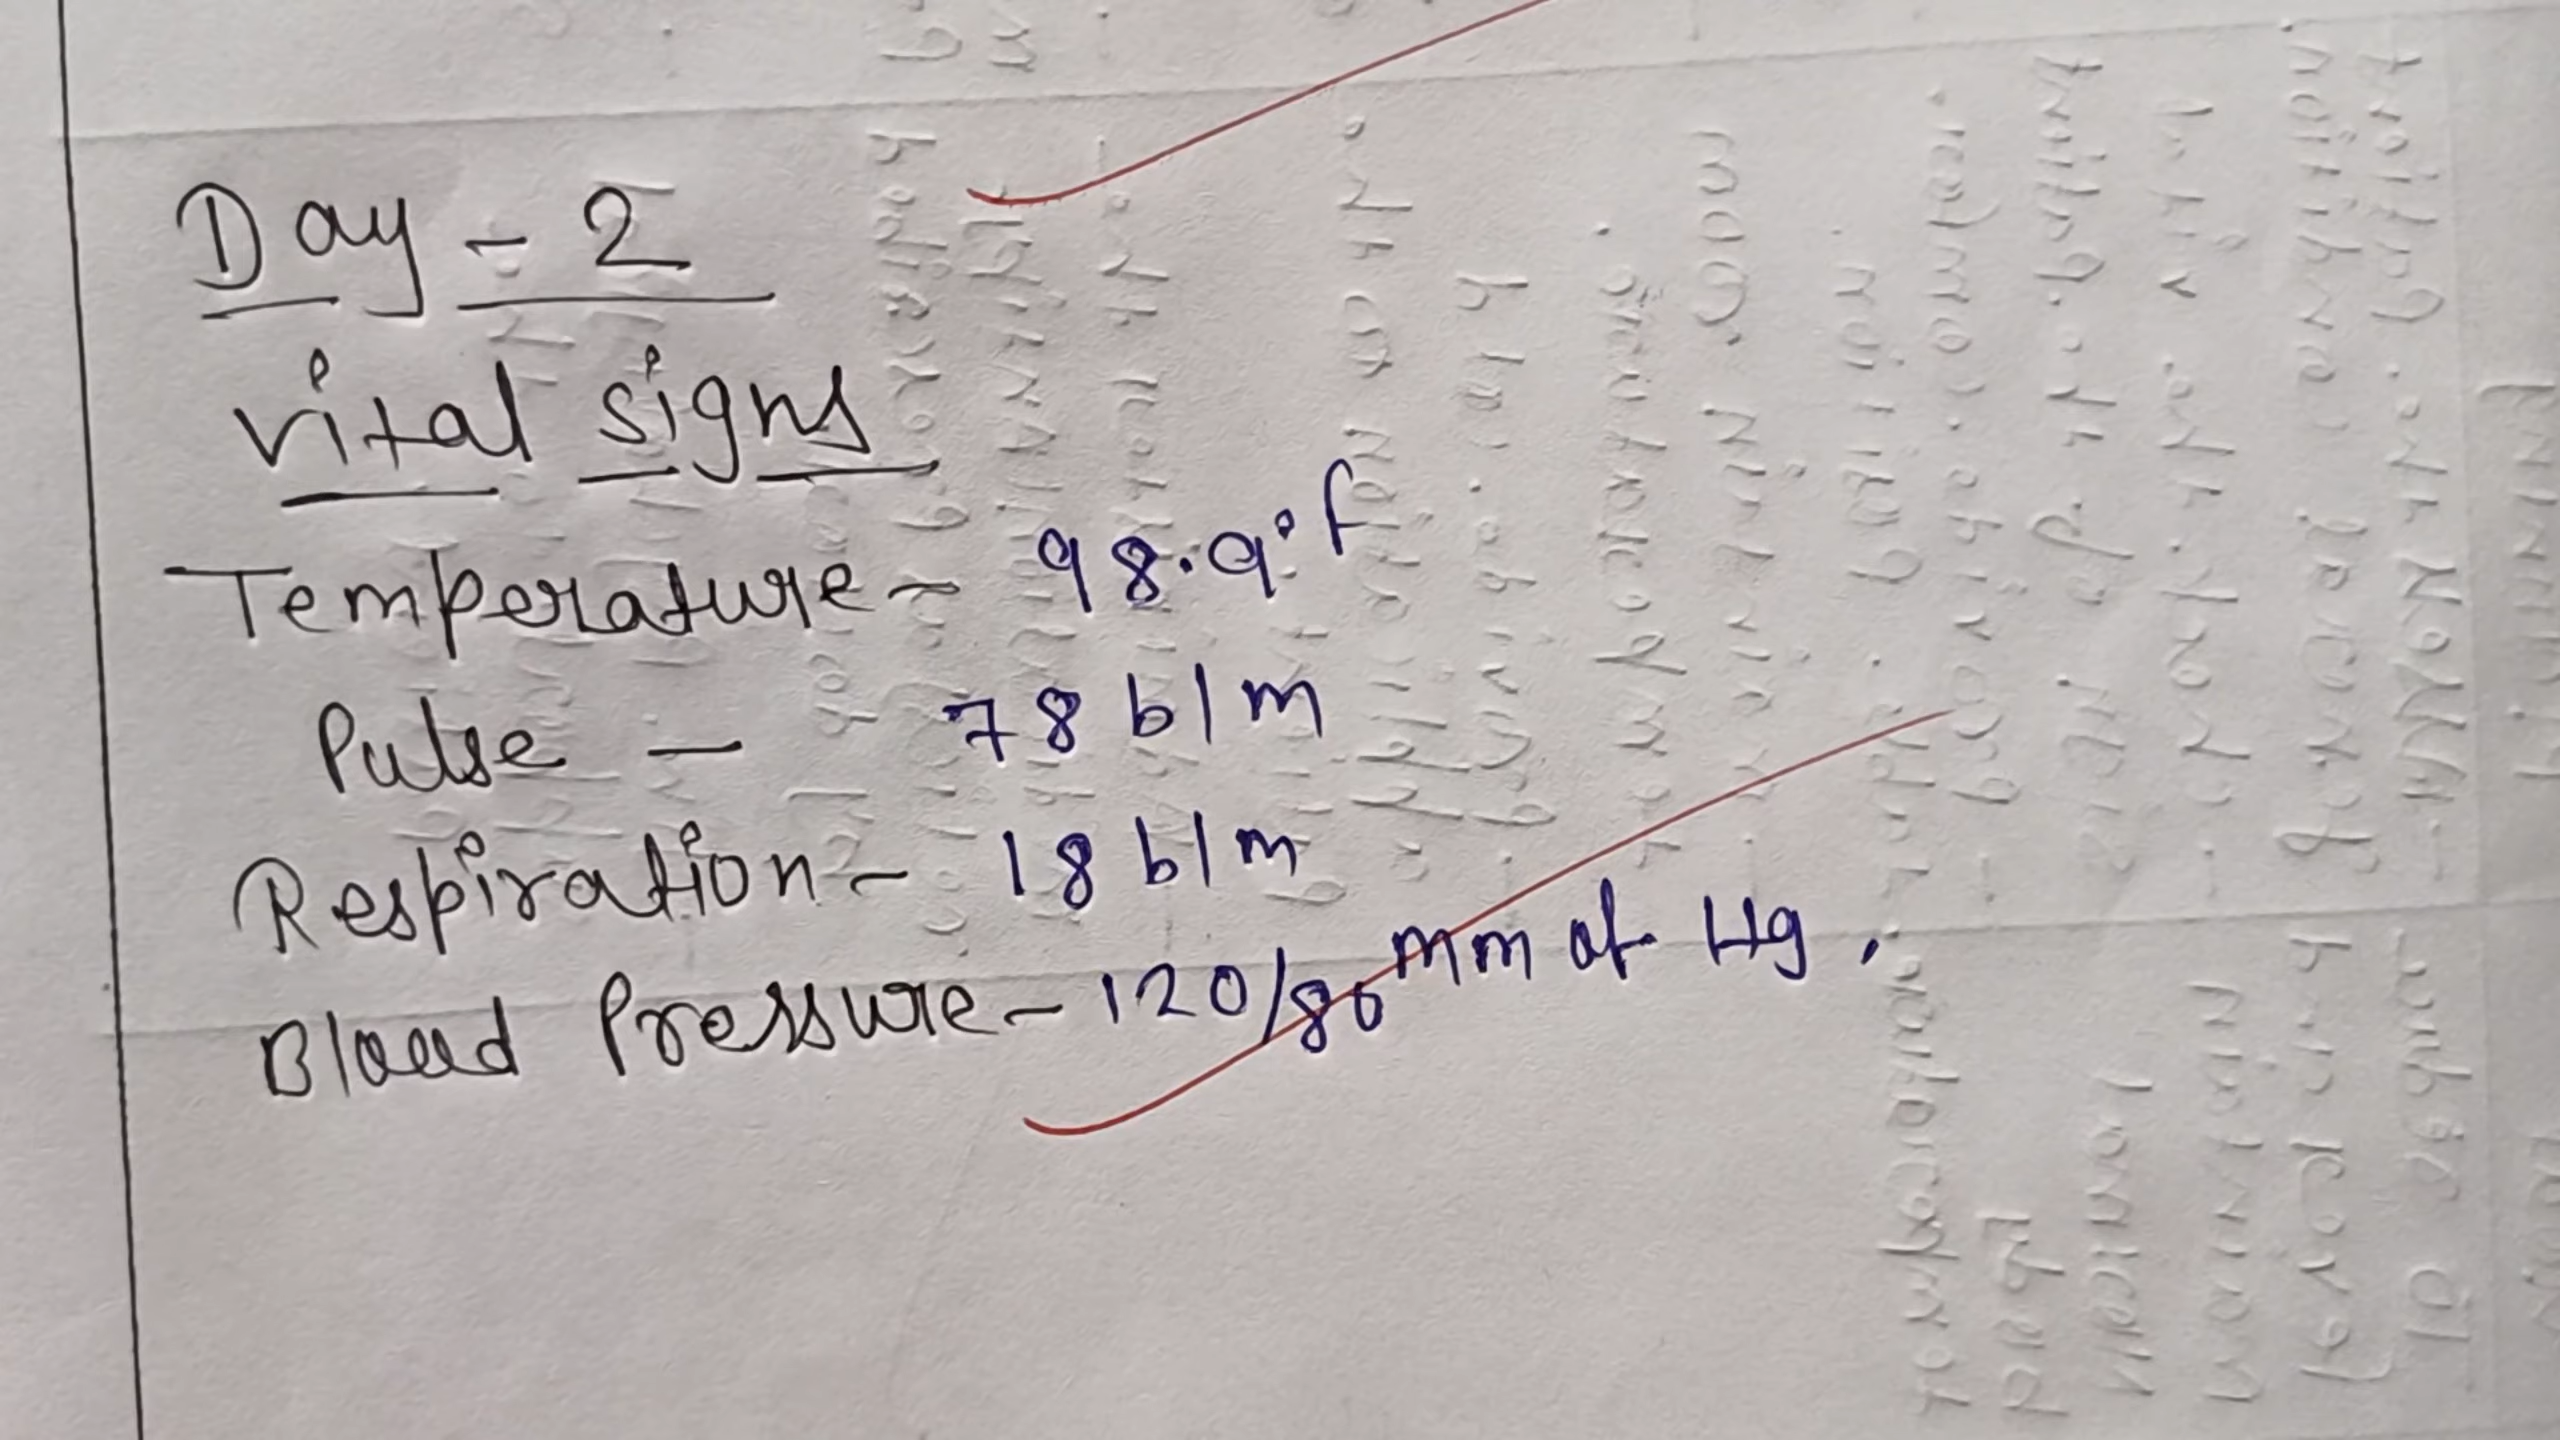 Day - 2
vital signs
Temperature - 98.9°f
Pulse - 78 b/m
Respiration - 18 b/m
Blood Pressure - 120/80 mm of Hg.